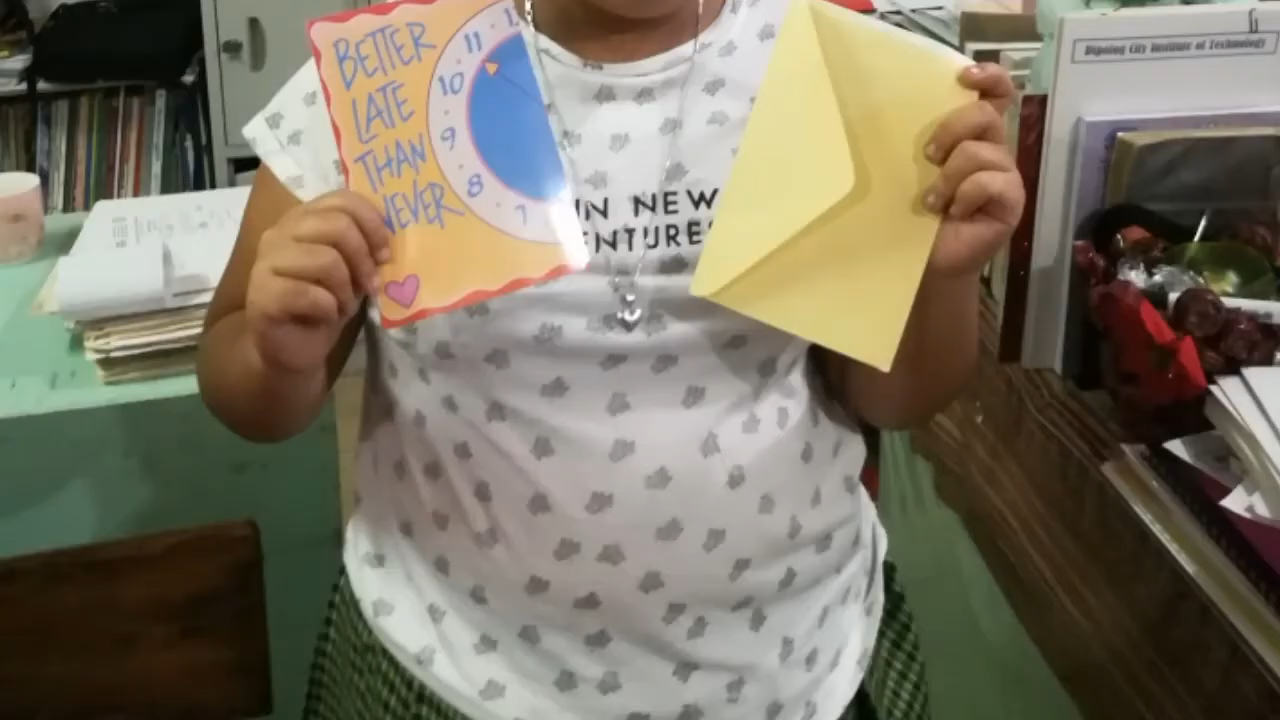 BETTER
LATE
THAN
NEVER
11
10
9
8
7
IN NEW
ENTURES
Dipolog City Institute of Technology